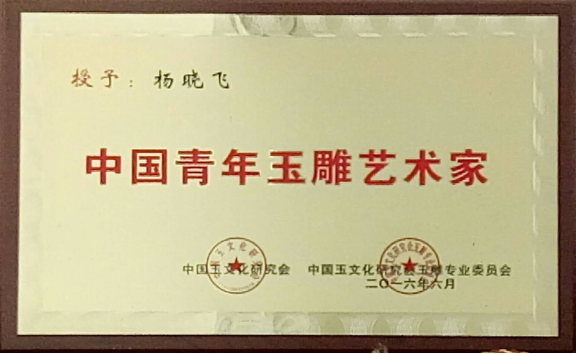 授予：杨晓飞
中国青年玉雕艺术家
中国玉文化研究会 中国玉文化研究会玉雕专业委员会
二〇一六年六月